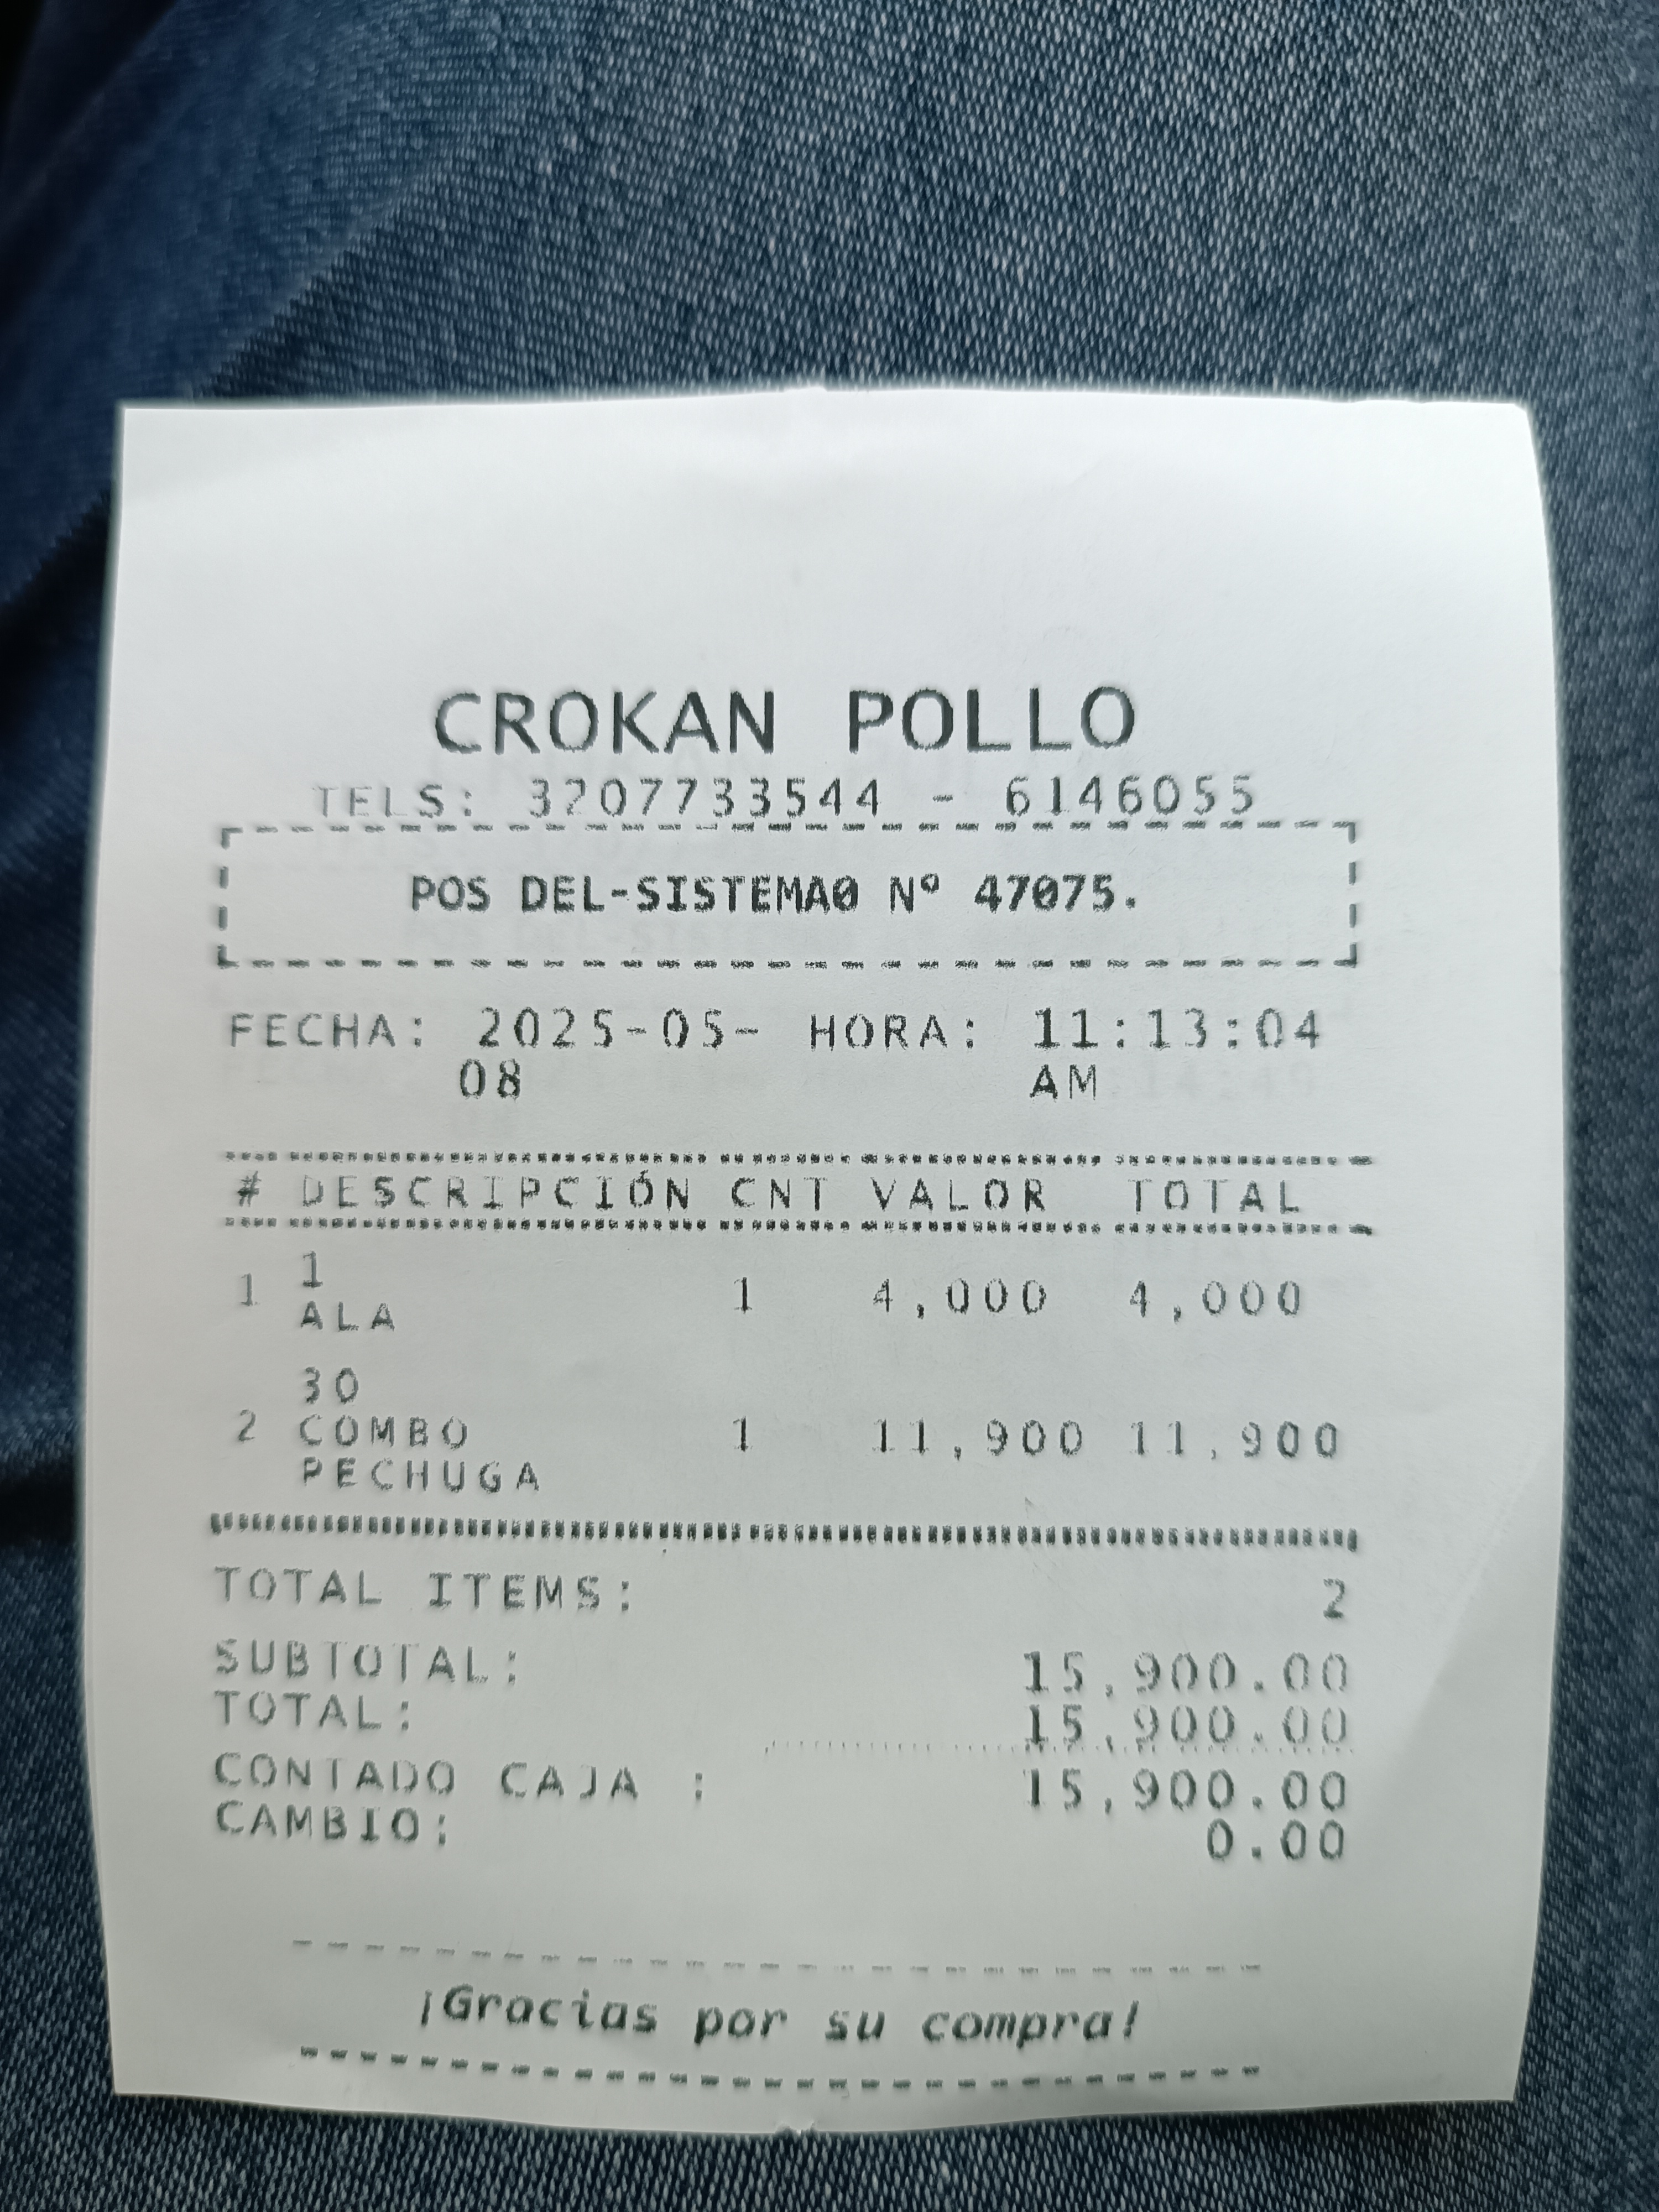 CROKAN POLLO
TELS: 3207733544 - 6146055
POS DEL-SISTEMA0 Nº 47075.
FECHA: 2025-05- HORA: 11:13:04
08 AM
# DESCRIPCIÓN CNT VALOR TOTAL
1
1 1 4,000 4,000
ALA
30
2 COMBO 1 11,900 11,900
PECHUGA
TOTAL ITEMS: 2
SUBTOTAL: 15,900.00
TOTAL: 15,900.00
CONTADO CAJA : 15,900.00
CAMBIO: 0.00
¡Gracias por su compra!